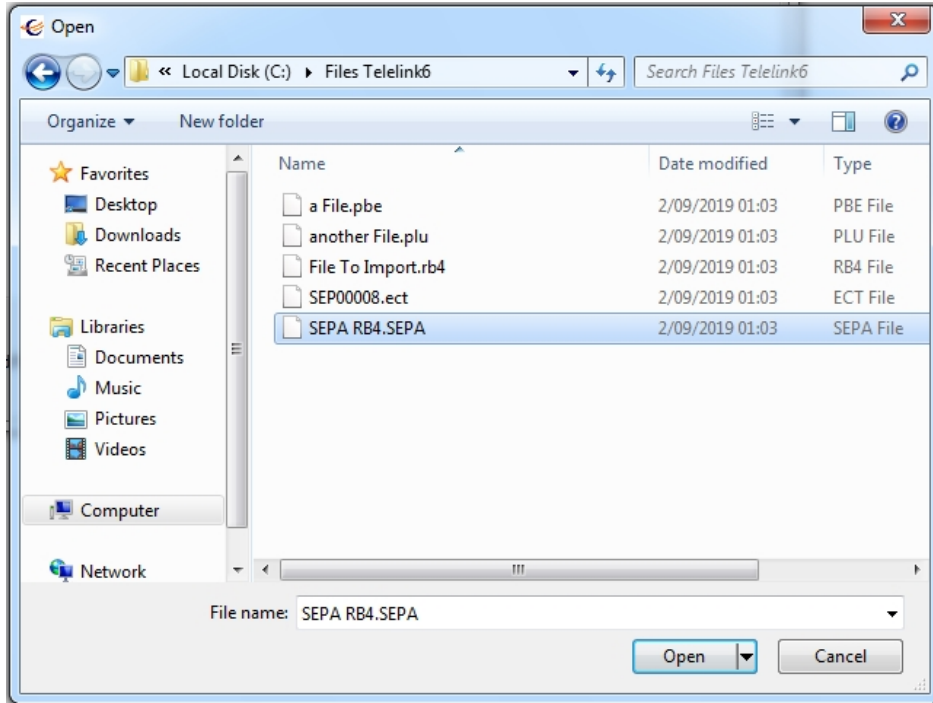 Open
« Local Disk (C:) ▸ Files Telelink6
Search Files Telelink6
Organize
New folder
Favorites
Desktop
Downloads
Recent Places
Libraries
Documents
Music
Pictures
Videos
Computer
Network
Name Date modified Type
a File.pbe 2/09/2019 01:03 PBE File
another File.plu 2/09/2019 01:03 PLU File
File To Import.rb4 2/09/2019 01:03 RB4 File
SEP00008.ect 2/09/2019 01:03 ECT File
SEPA RB4.SEPA 2/09/2019 01:03 SEPA File
File name: SEPA RB4.SEPA
Open Cancel